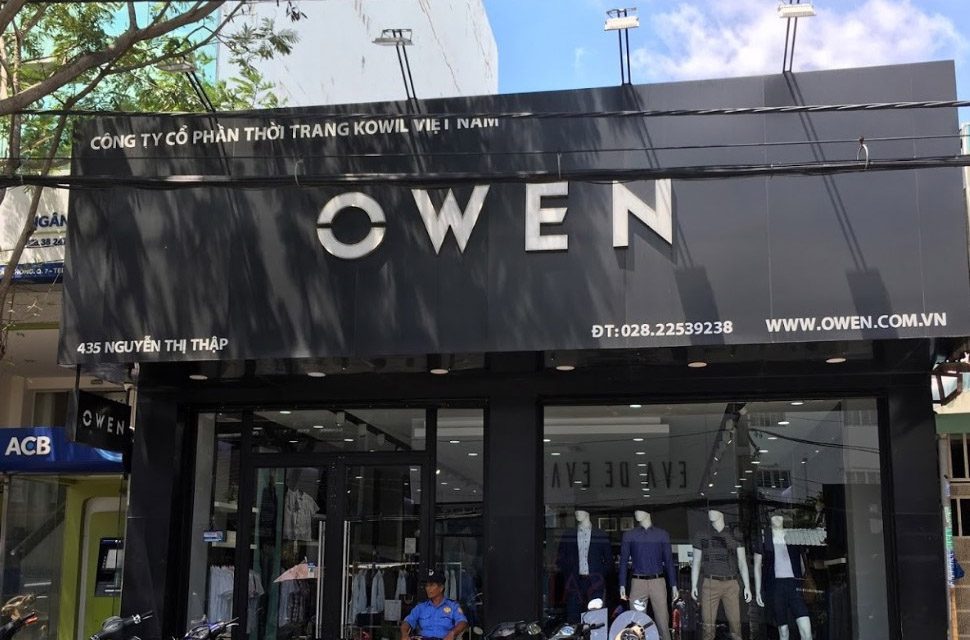 CÔNG TY CỔ PHẦN THỜI TRANG KOWIL VIỆT NAM
OWEN
435 NGUYỄN THỊ THẬP
ĐT: 028.22539238
WWW.OWEN.COM.VN
NGÂN
OWEN
ACB
EVA DE EVA